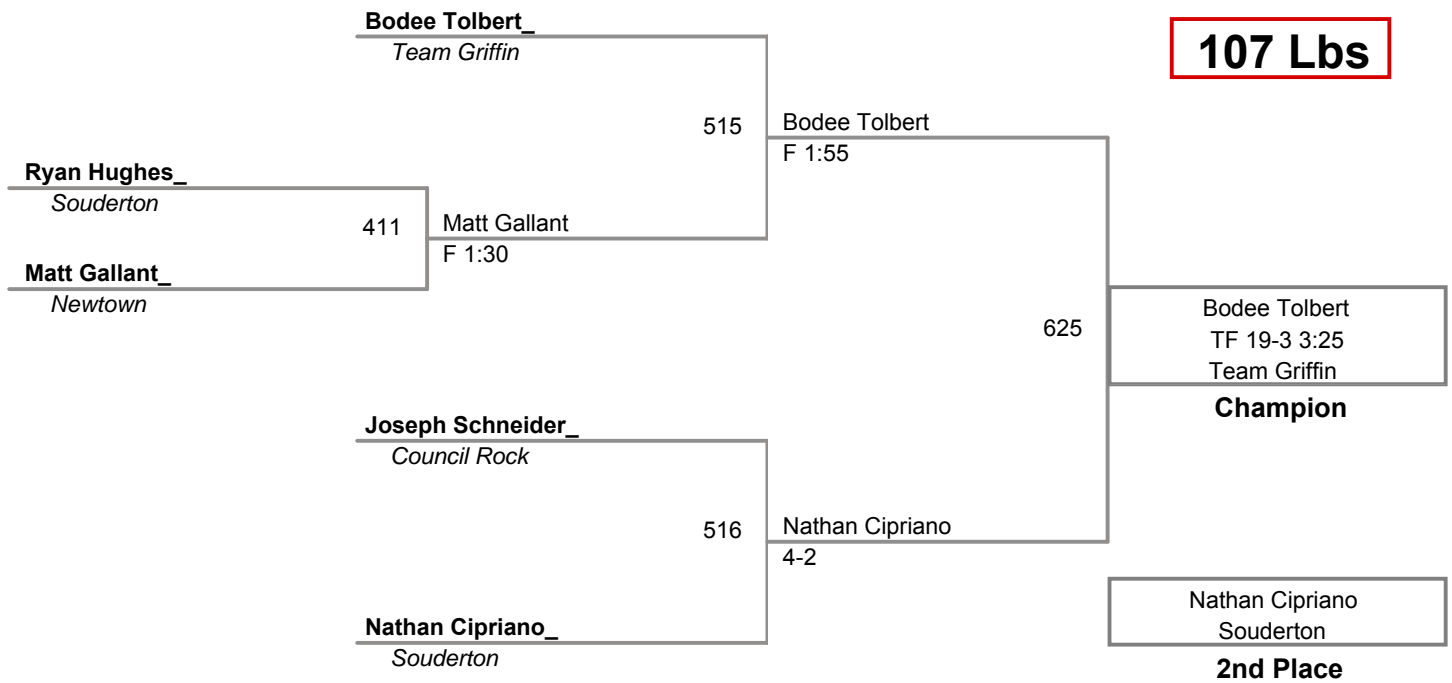 Bodee Tolbert_
Team Griffin
107 Lbs
515
Bodee Tolbert
F 1:55
Ryan Hughes_
Souderton
411
Matt Gallant
F 1:30
Matt Gallant_
Newtown
625
Bodee Tolbert
TF 19-3 3:25
Team Griffin
Champion
Joseph Schneider_
Council Rock
516
Nathan Cipriano
4-2
Nathan Cipriano_
Souderton
Nathan Cipriano
Souderton
2nd Place